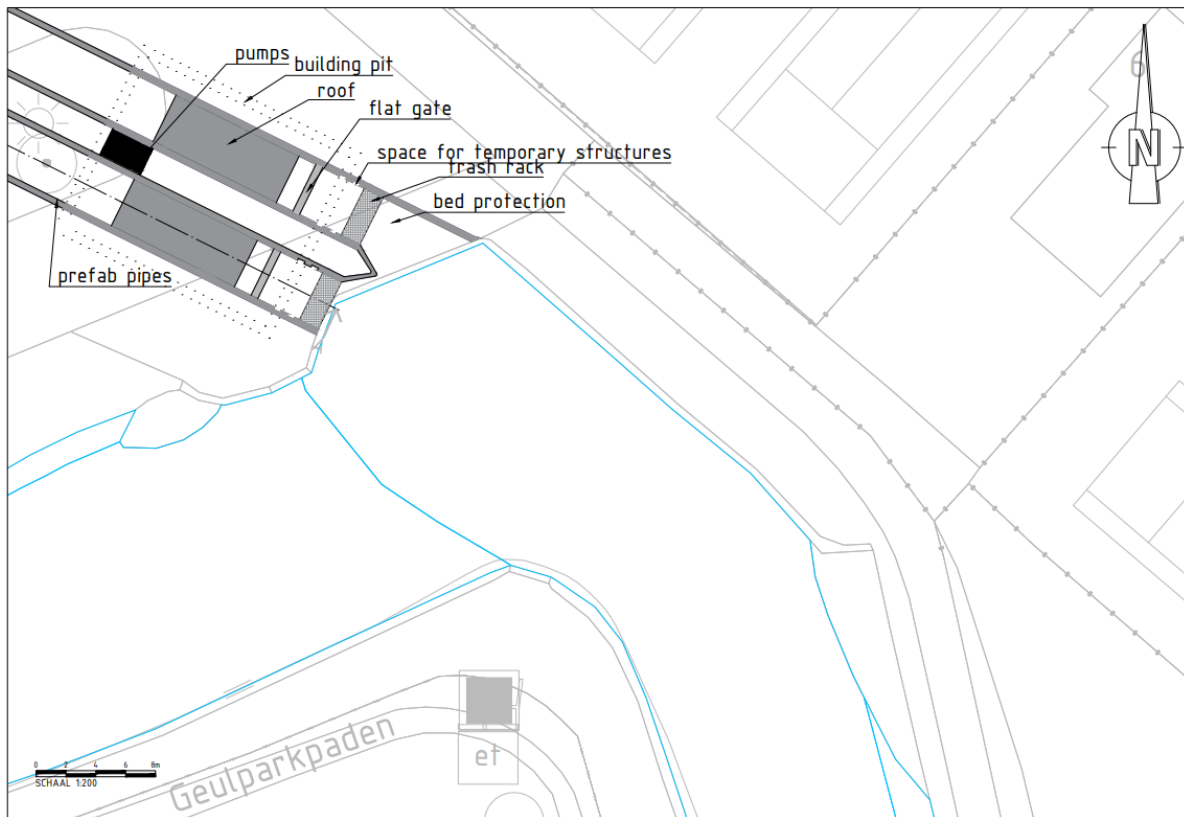 pumps
building pit
roof
flat gate
space for temporary structures
trash rack
bed protection
prefab pipes
6
N
Geulparkpaden
et
0 2 4 6 8m
SCHAAL 1:200